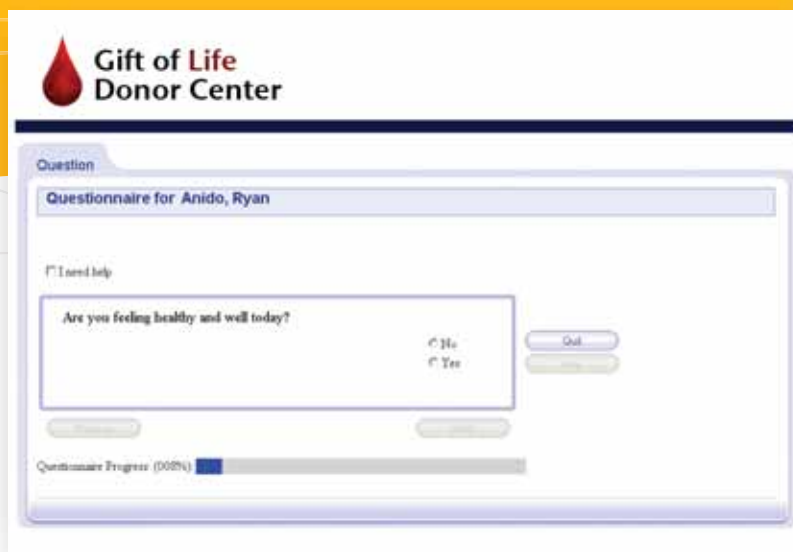 Gift of Life
Donor Center
Question
Questionnaire for Anido, Ryan
I need help
Are you feeling healthy and well today?
No
Yes
Quit
Questionnaire Progress: (008%)